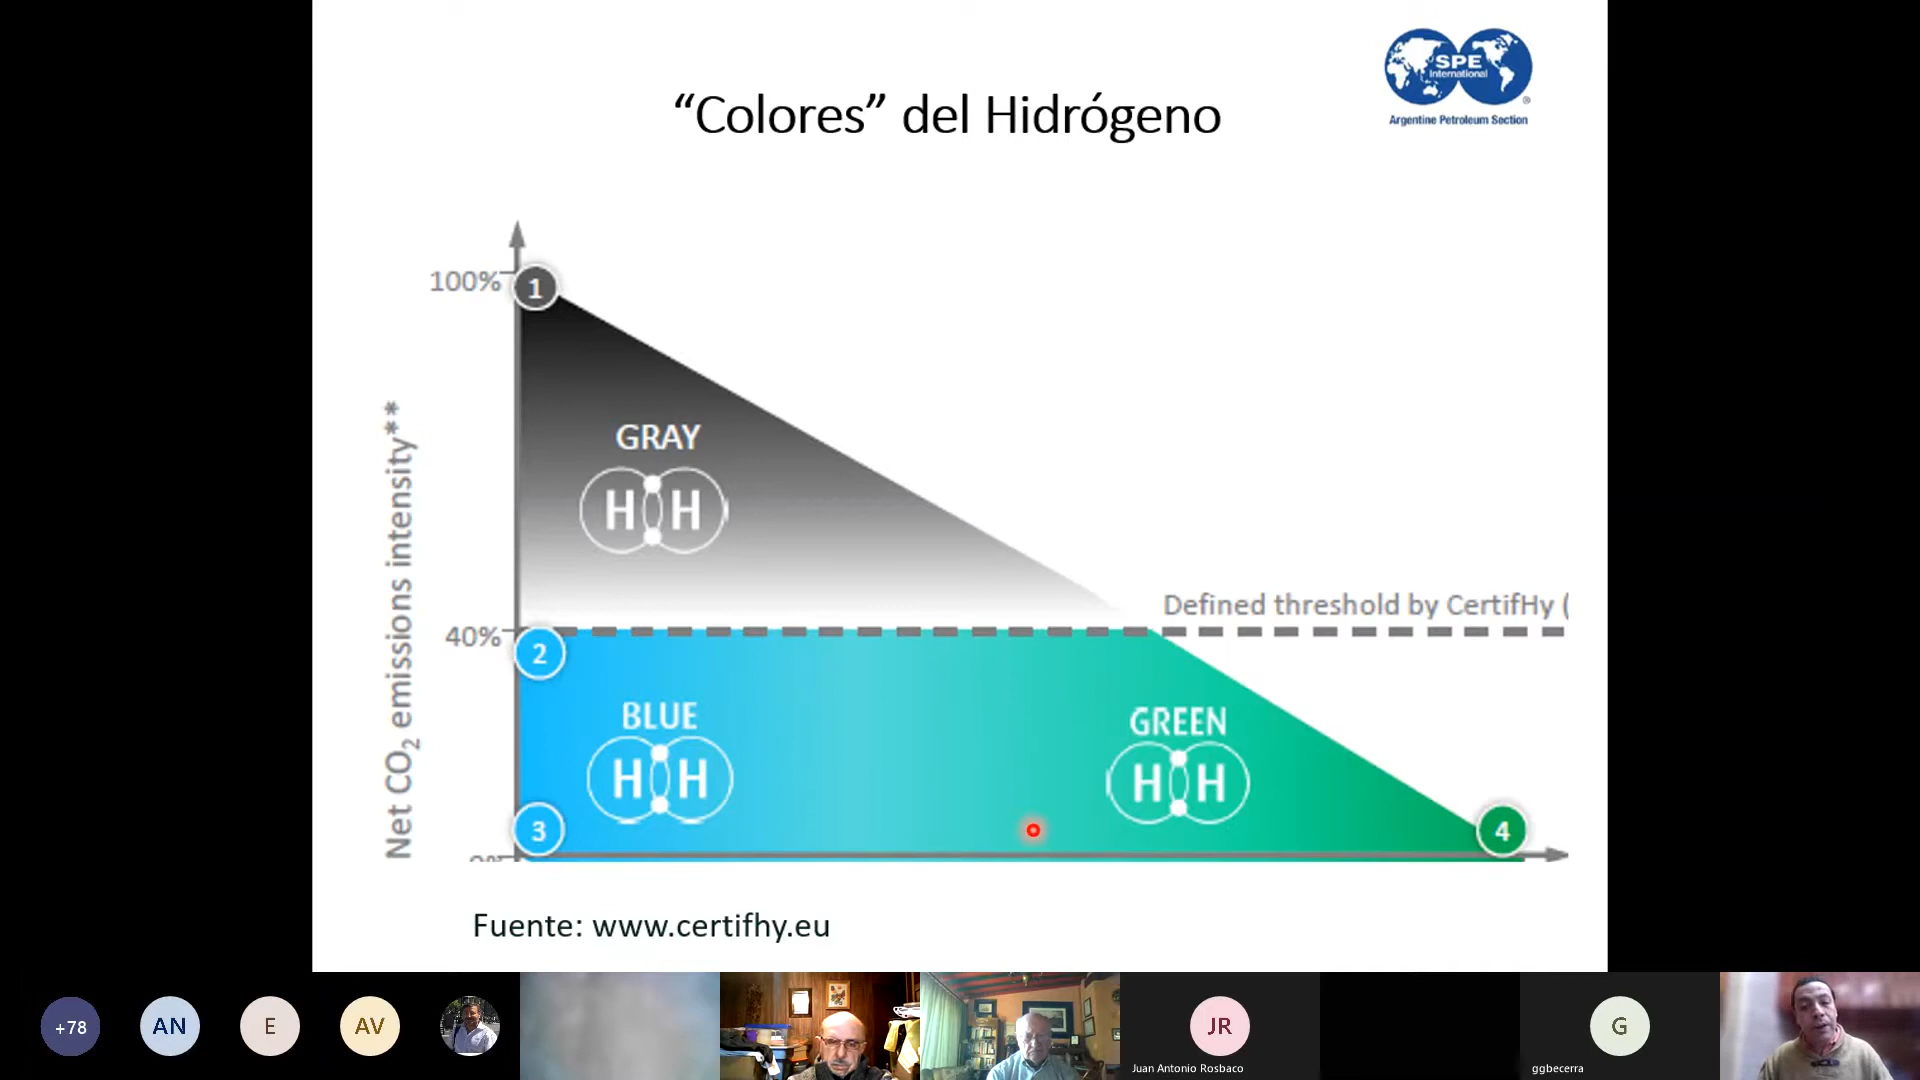 SPE
International
®
Argentine Petroleum Section
“Colores” del Hidrógeno
100%
1
GRAY
H H
Net CO2 emissions intensity**
Defined threshold by CertifHy (
40%
2
BLUE
H H
GREEN
H H
3
4
0%
Fuente: www.certifhy.eu
+78
AN
E
AV
JR
Juan Antonio Rosbaco
G
ggbecerra